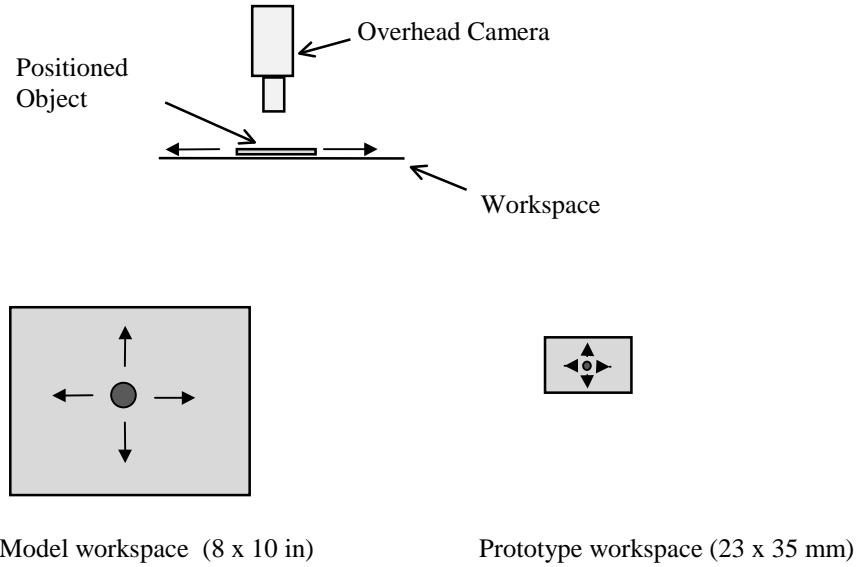 Overhead Camera
Positioned
Object
Workspace
Model workspace  (8 x 10 in)
Prototype workspace (23 x 35 mm)